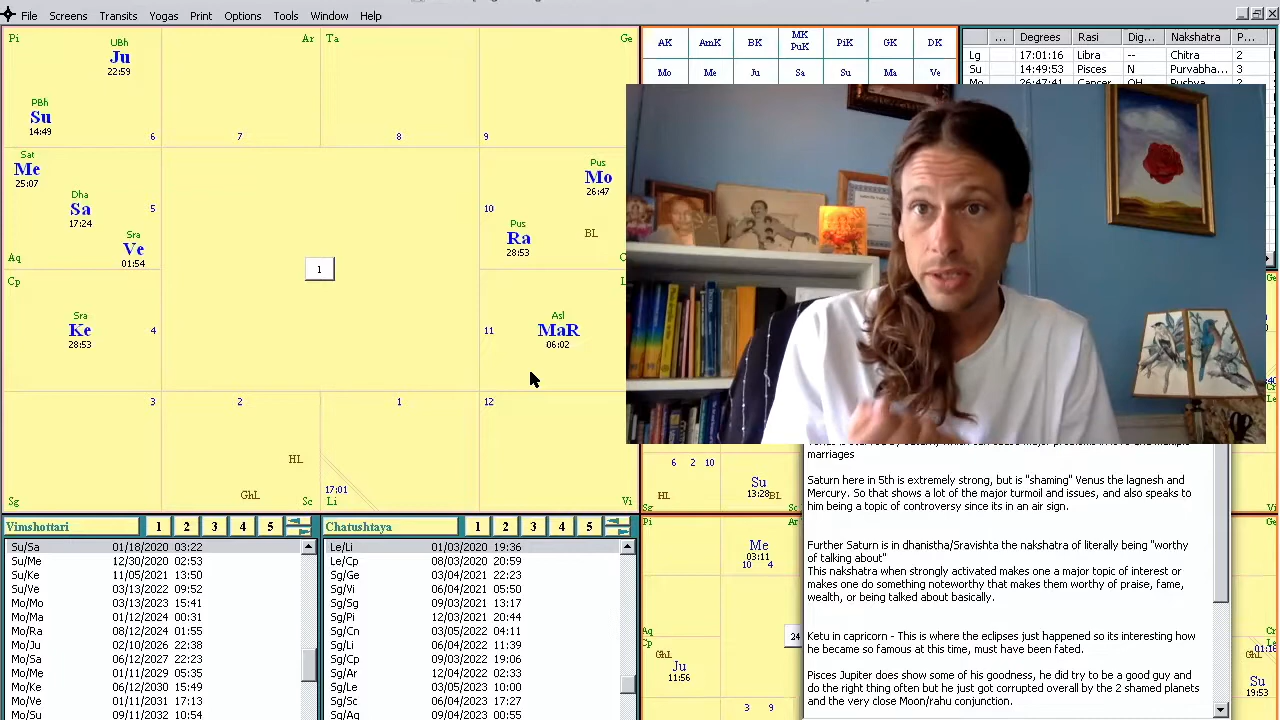 File Screens Transits Yogas Print Options Tools Window Help
Pi
UBh
Ju
22:59
Ar
Ta
Ge
PBh
Su
14:49
6
7
8
9
Sat
Me
25:07
Dha
Sa
17:24
5
Sra
Ve
01:54
Aq
Pus
Mo
26:47
10
Pus
Ra
28:53
BL
Cp
Sra
Ke
28:53
4
1
11
Asl
MaR
06:02
3
2
1
12
HL
GhL
Sg
Sc
17:01
Li
Vi
AK AmK BK MK PuK PiK GK DK
Mo Me Ju Sa Su Ma Ve
... Degrees Rasi Dig... Nakshatra P...
Lg 17:01:16 Libra -- Chitra 2
Su 14:49:53 Pisces N Purvabha... 3
Vimshottari 1 2 3 4 5
Su/Sa 01/18/2020 03:22
Su/Me 12/30/2020 03:
Su/Ke 11/05/2021 13:50
Su/Ve 03/13/2022 09:52
Mo/Mo 03/13/2023 15:41
Mo/Ma 01/12/2024 00:31
Mo/Ra 08/12/2024 01:55
Mo/Ju 02/10/2026 22:38
Mo/Sa 06/12/2027 22:23
Mo/Me 01/11/2029 05:35
Mo/Ke 06/12/2030 15:43
Mo/Ve 01/11/2031 17:13
Mo/Su 09/11/2032 10:54
Chatushtaya 1 2 3 4 5
Le/Li 01/03/2020 19:36
Le/Cp 08/03/2020 20:59
Sg/Ge 03/04/2021 22:23
Sg/Vi 06/04/2021 05:50
Sg/Sg 09/03/2021 13:17
Sg/Pi 12/03/2021 20:44
Sg/Cn 03/05/2022 04:11
Sg/Li 06/04/2022 11:39
Sg/Cp 09/03/2022 19:06
Sg/Ar 12/04/2022 02:33
Sg/Sc 03/05/2023 10:00
Sg/Aq 09/04/2023 00:55
6 2 10
HL
Su
13:28
BL
Pi
Ar
Me
03:11
10 4
Aq
GhL
Ju
11:56
24
3 9
marriages
Saturn here in 5th is extremely strong, but is "shaming" Venus the lagnesh and
Mercury. So that shows a lot of the major turmoil and downfall, and also speaks to
him being a topic of controversy since its in an air sign.
Further Saturn is in dhanistha/Sravishta the nakshatra of literally being "worthy
of talking about"
This nakshatra when strongly activated makes one a major topic of interest or
makes one do something noteworthy that makes them worthy of praise, fame,
wealth, or being talked about basically.
Ketu in capricorn - This is where the eclipses just happened so its interesting how
he became so famous at this time, must have been fated.
Pisces Jupiter does show some of his goodness, he did try to be a good guy and
do the right thing often but he just got corrupted overall by the 2 shamed planets
and the very close Moon/rahu conjunction.
Cr
GhL
01:16
Su
19:53